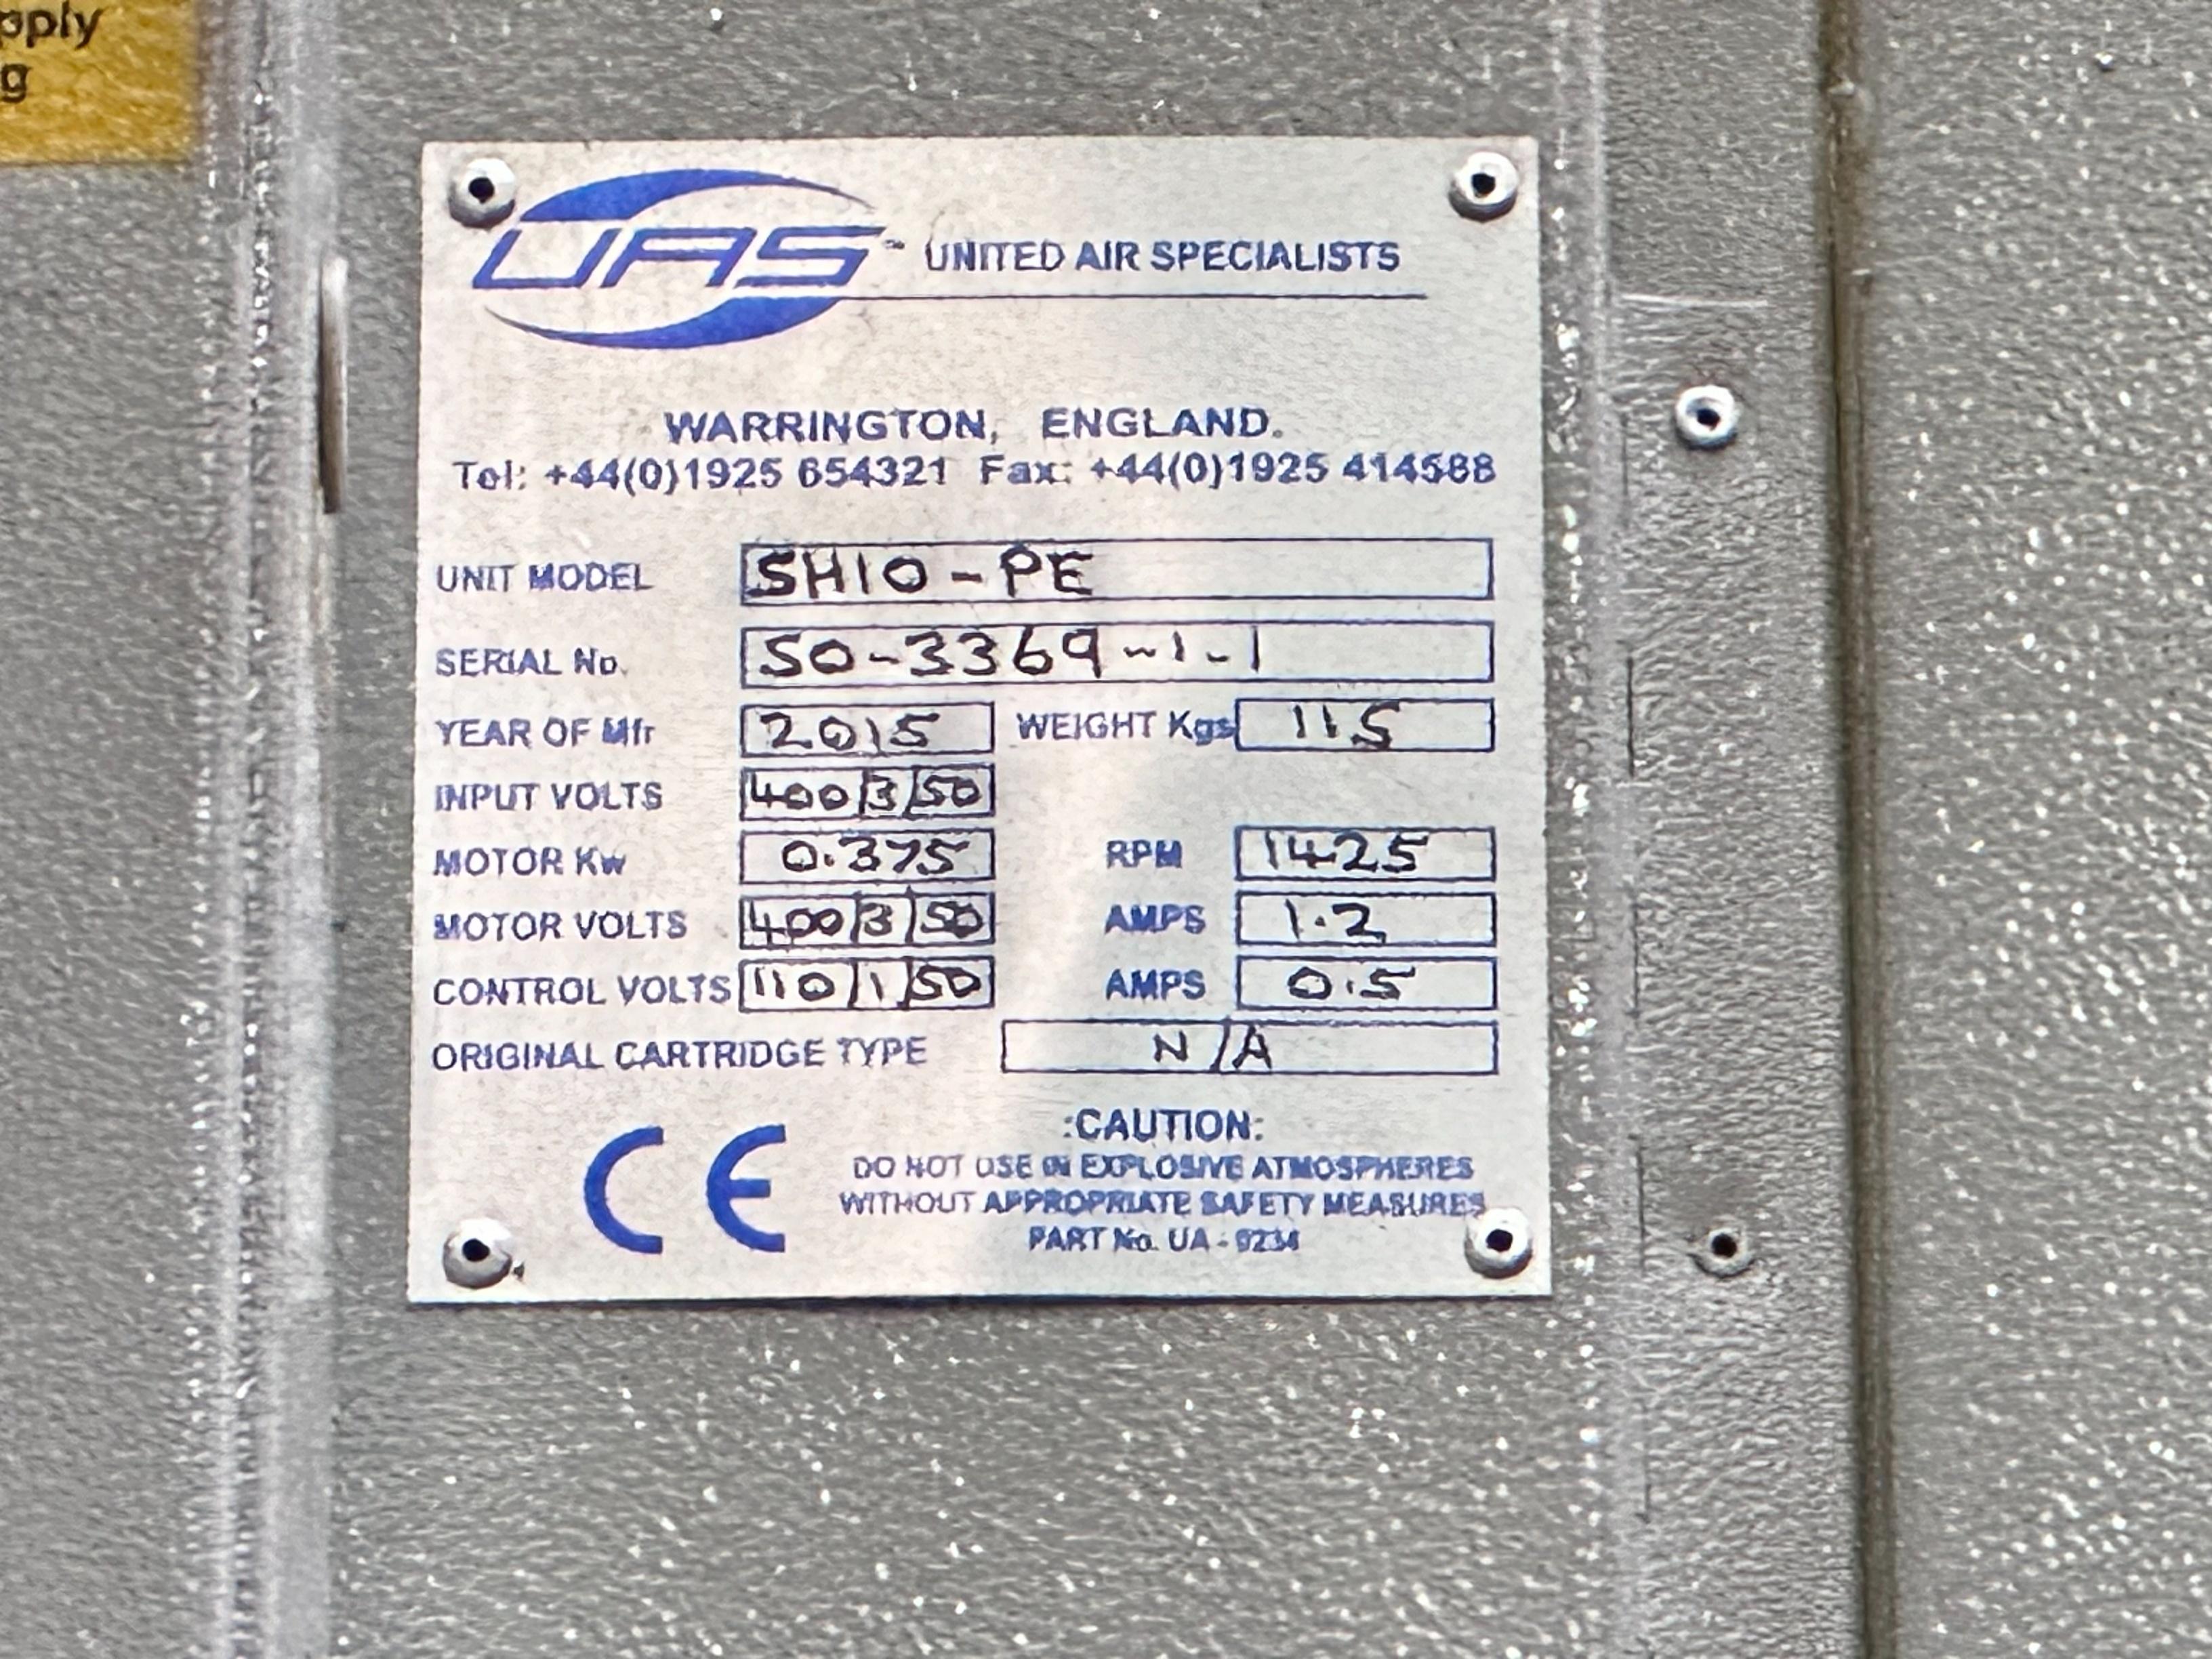 pply
g
UAS™ UNITED AIR SPECIALISTS
WARRINGTON, ENGLAND.
Tel: +44(0)1925 654321 Fax: +44(0)1925 414588
UNIT MODEL SH10-PE
SERIAL No. SO-3369-1-1
YEAR OF Mfr 2015 WEIGHT Kgs 115
INPUT VOLTS 400/3/50
MOTOR Kw 0.375 RPM 1425
MOTOR VOLTS 400/3/50 AMPS 1.2
CONTROL VOLTS 110/1/50 AMPS 0.5
ORIGINAL CARTRIDGE TYPE N/A
CE
:CAUTION:
DO NOT USE IN EXPLOSIVE ATMOSPHERES
WITHOUT APPROPRIATE SAFETY MEASURES
PART No. UA-9234